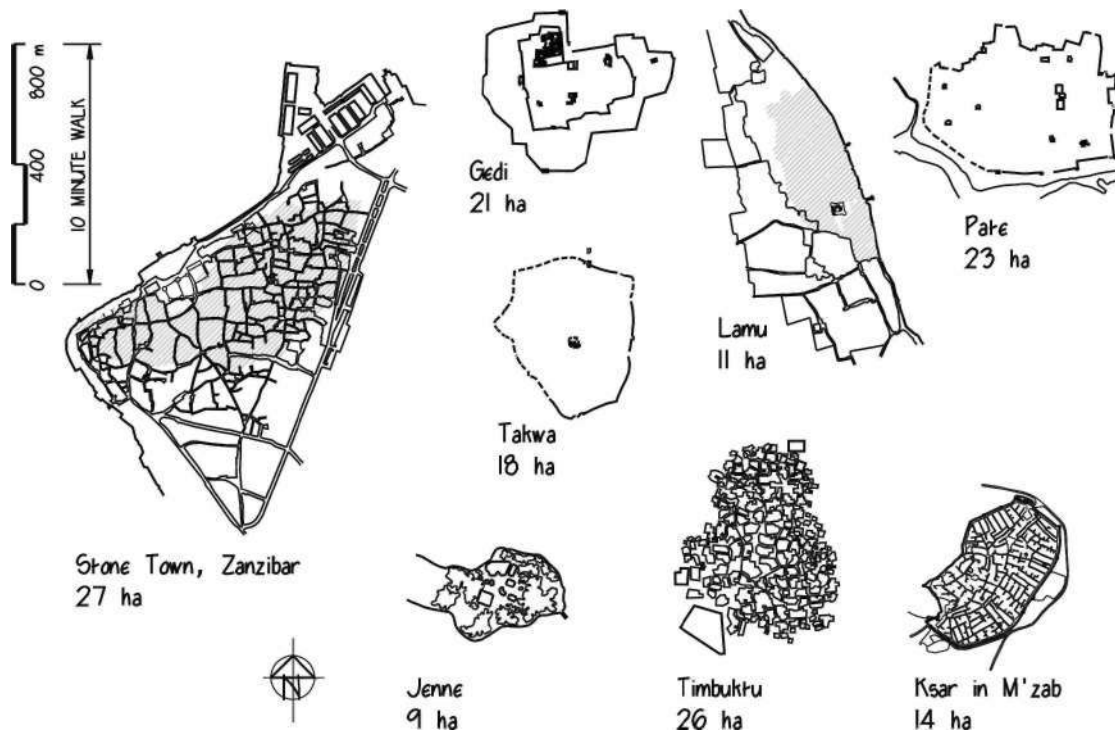 800 m
400
0
10 MINUTE WALK
Gedi
21 ha
Pate
23 ha
Lamu
11 ha
Takwa
18 ha
Stone Town, Zanzibar
27 ha
N
Jenne
9 ha
Timbuktu
26 ha
Ksar in M'zab
14 ha